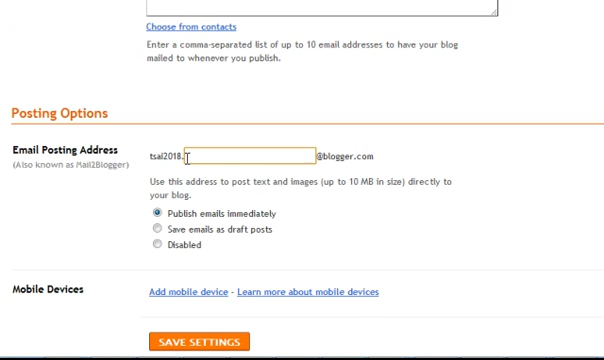 Choose from contacts
Enter a comma-separated list of up to 10 email addresses to have your blog
mailed to whenever you publish.
Posting Options
Email Posting Address
(Also known as Mail2Blogger)
tsai2018. @blogger.com
Use this address to post text and images (up to 10 MB in size) directly to
your blog.
Publish emails immediately
Save emails as draft posts
Disabled
Mobile Devices
Add mobile device - Learn more about mobile devices
SAVE SETTINGS